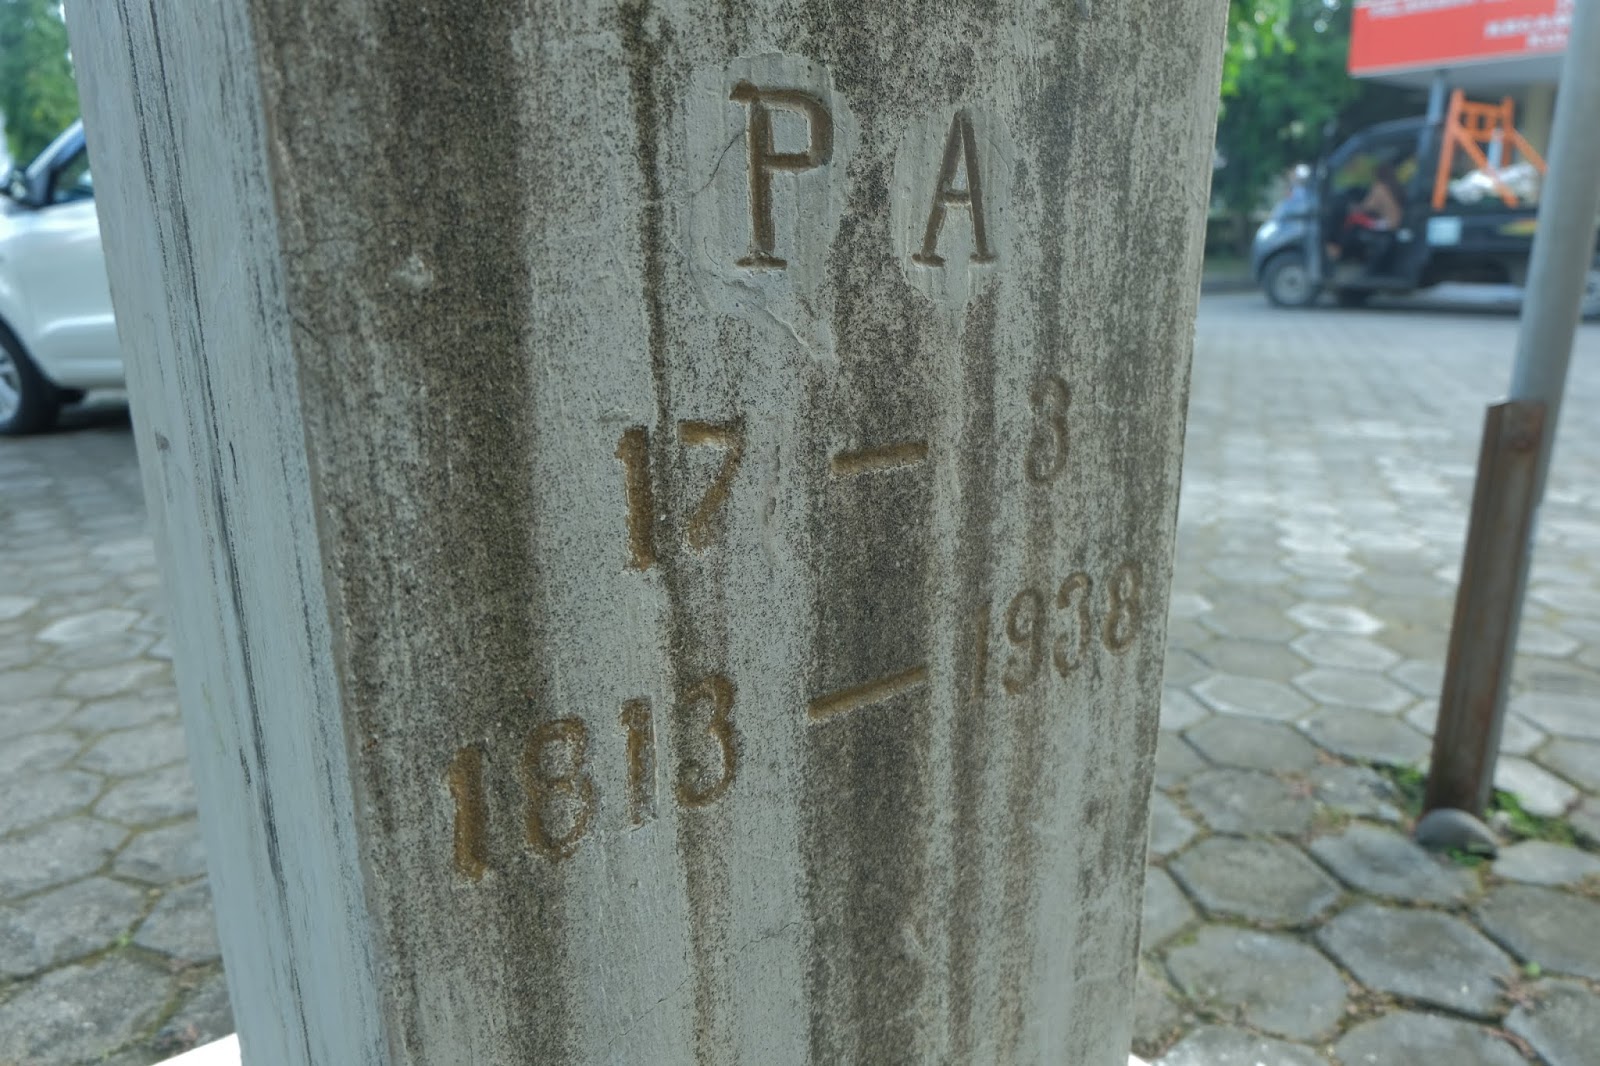 P A
17 – 3
1813 – 1938